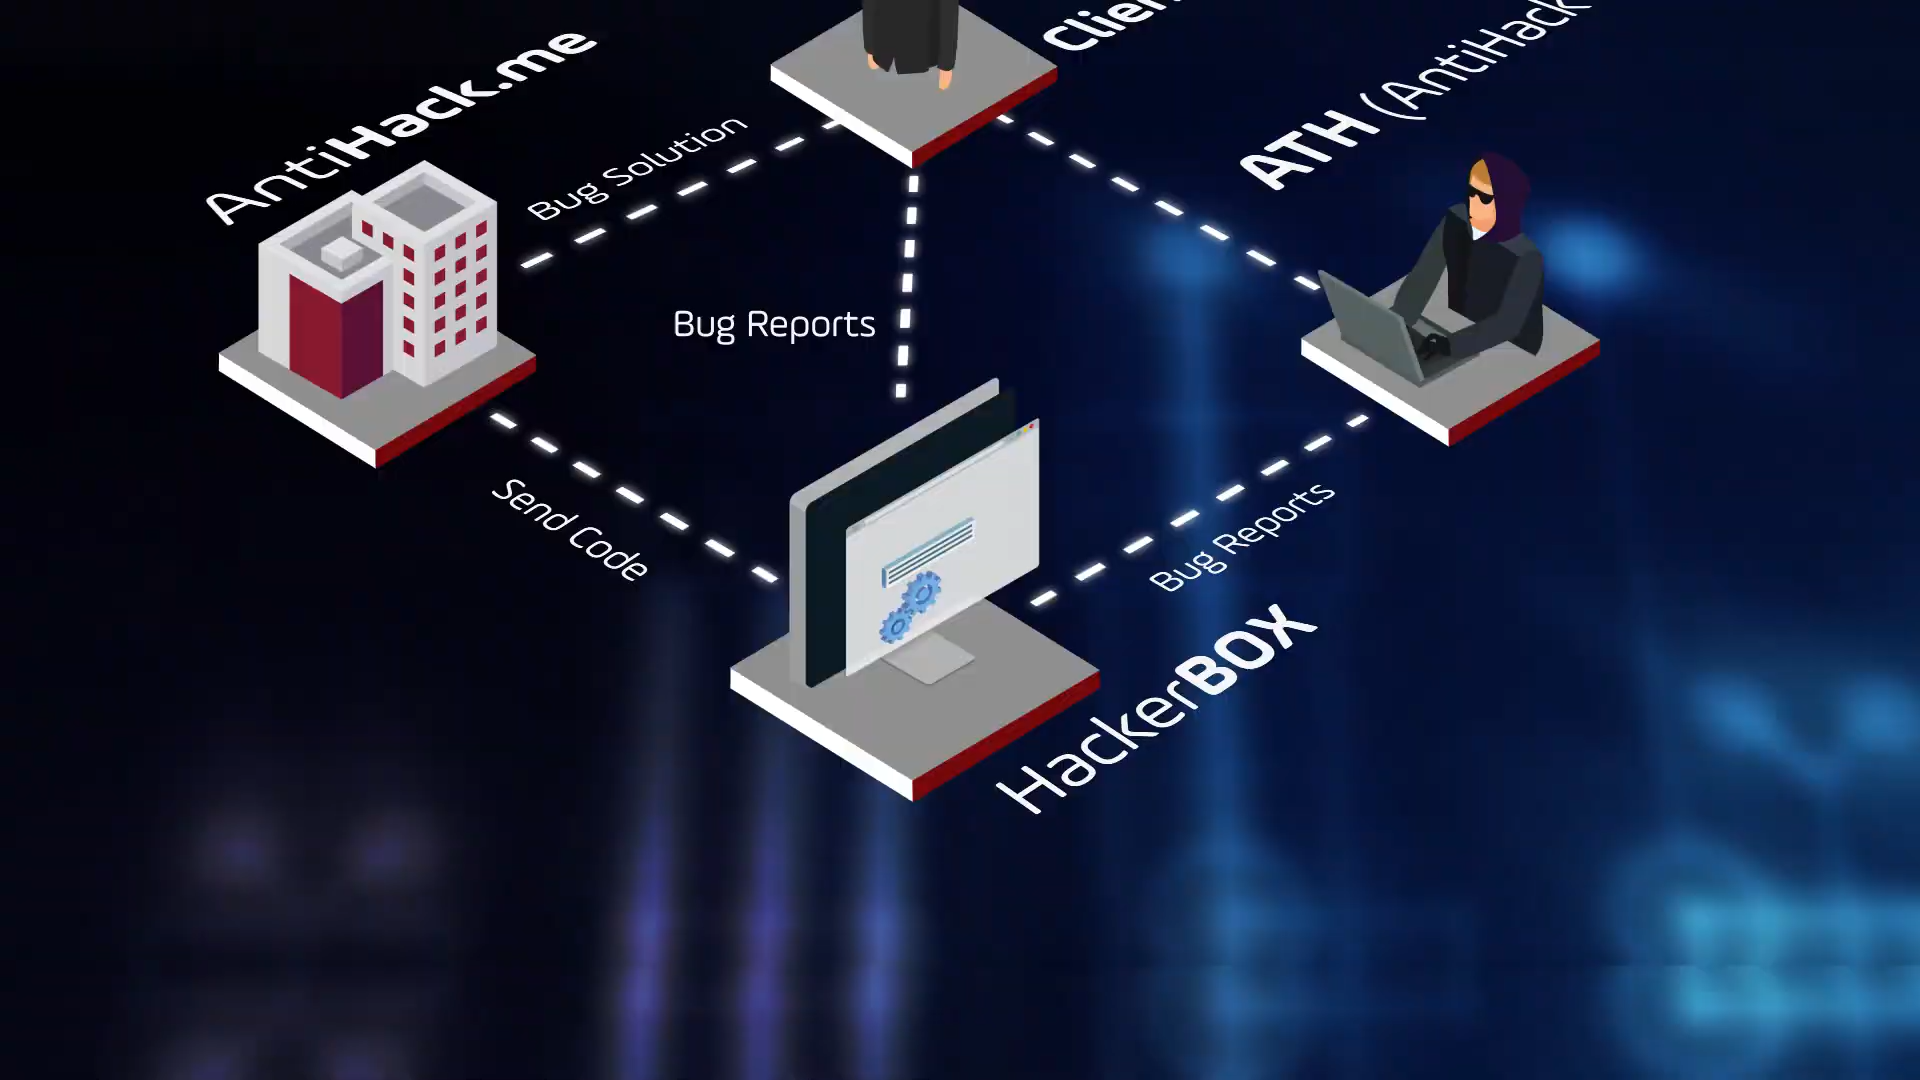 AntiHack.me
ATH (AntiHack
Bug Solution
Bug Reports
Send Code
Bug Reports
HackerBOX